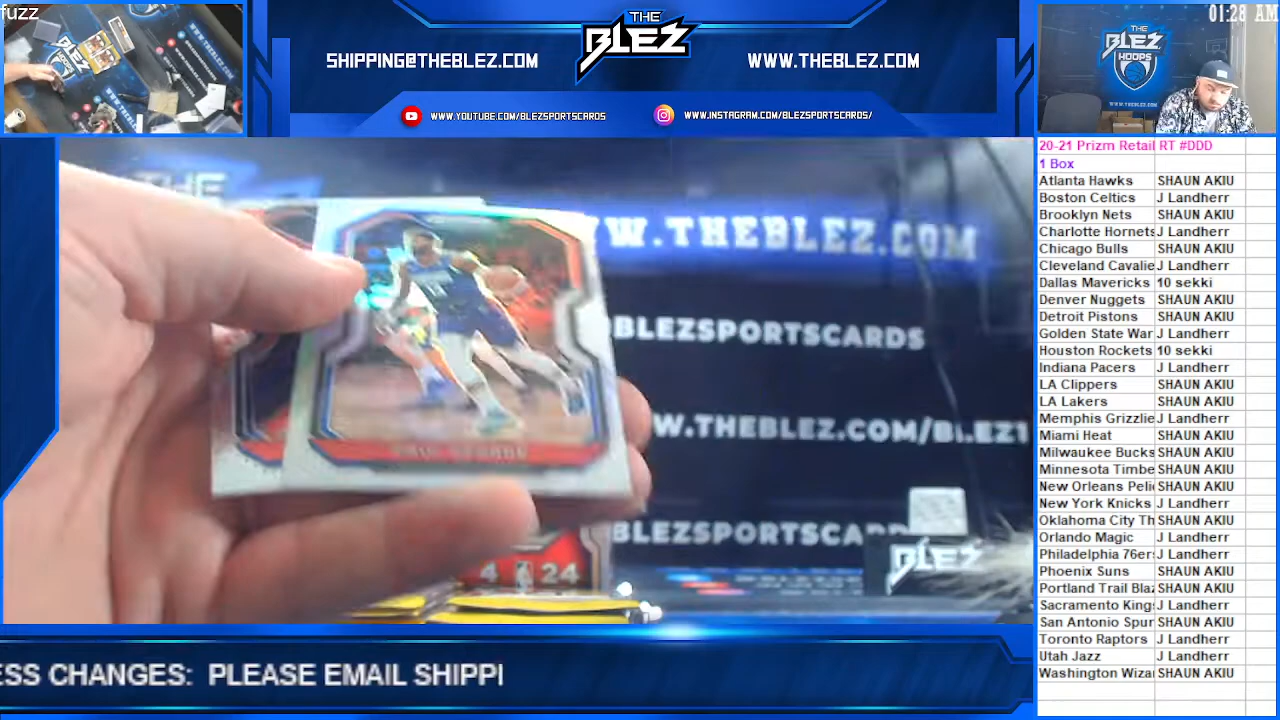 fuzz
SHIPPING@THEBLEZ.COM
THE
BLEZ
WWW.THEBLEZ.COM
WWW.YOUTUBE.COM/BLEZSPORTSCARDS
WWW.INSTAGRAM.COM/BLEZSPORTSCARDS/
01:28 AM
THE
BLEZ
HOOPS
20-21 Prizm Retail RT #DDD
1 Box
Atlanta Hawks SHAUN AKIU
Boston Celtics J Landherr
Brooklyn Nets SHAUN AKIU
Charlotte Hornets J Landherr
Chicago Bulls SHAUN AKIU
Cleveland Cavalie J Landherr
Dallas Mavericks 10 sekki
Denver Nuggets SHAUN AKIU
Detroit Pistons SHAUN AKIU
Golden State War J Landherr
Houston Rockets 10 sekki
Indiana Pacers J Landherr
LA Clippers SHAUN AKIU
LA Lakers SHAUN AKIU
Memphis Grizzlie J Landherr
Miami Heat SHAUN AKIU
Milwaukee Bucks SHAUN AKIU
Minnesota Timbe SHAUN AKIU
New Orleans Peli SHAUN AKIU
New York Knicks J Landherr
Oklahoma City Th SHAUN AKIU
Orlando Magic J Landherr
Philadelphia 76er J Landherr
Phoenix Suns SHAUN AKIU
Portland Trail Blaz SHAUN AKIU
Sacramento King J Landherr
San Antonio Spur SHAUN AKIU
Toronto Raptors J Landherr
Utah Jazz J Landherr
Washington Wiza SHAUN AKIU
THE
W.THEBLEZ.COM
BLEZSPORTSCARDS
W.THEBLEZ.COM/BLEZ
BLEZSPORTSCARD
BLEZ
4 24
ESS CHANGES: PLEASE EMAIL SHIPPI